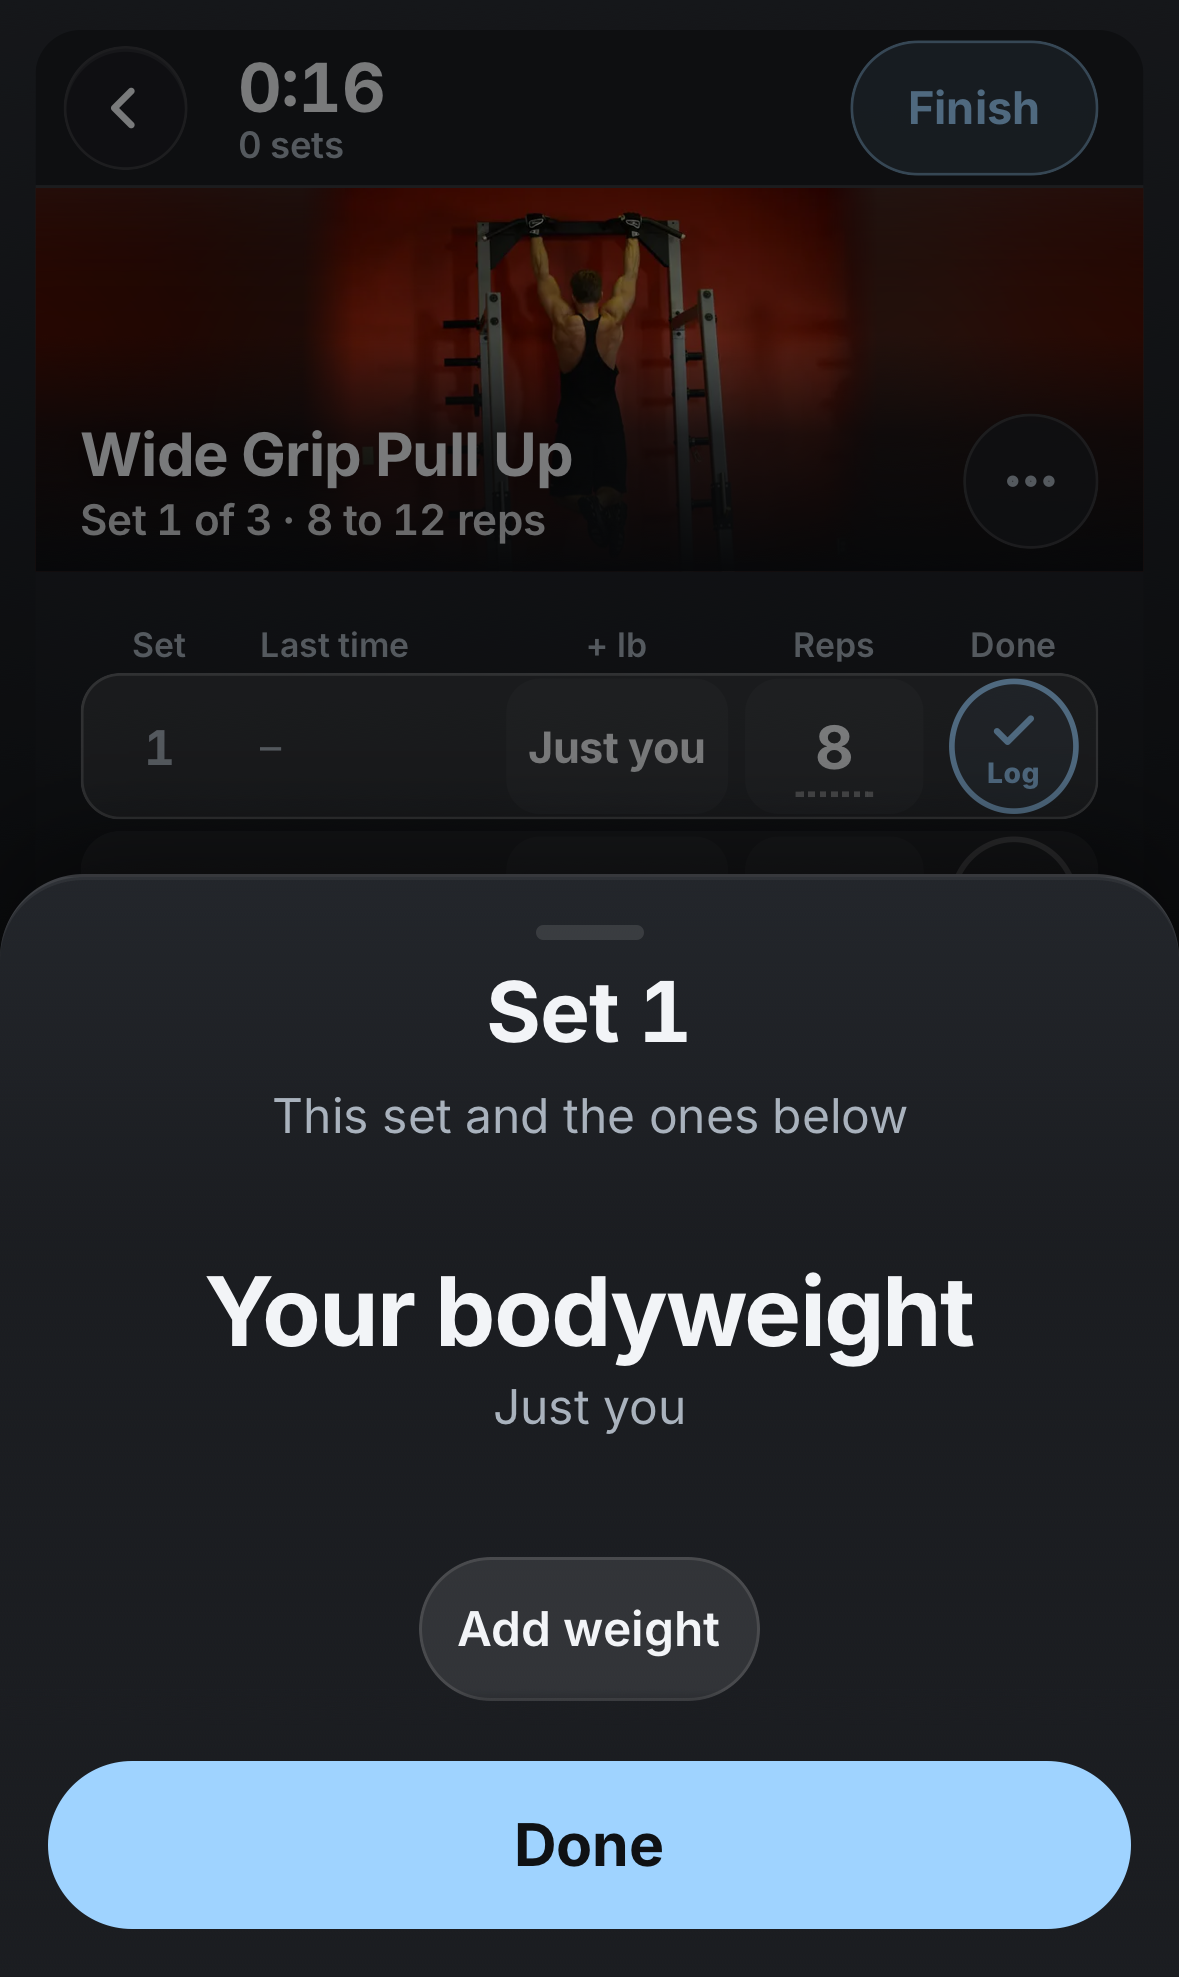 0:16
0 sets
Finish
Wide Grip Pull Up
Set 1 of 3 · 8 to 12 reps
Set Last time + lb Reps Done
1 – Just you 8 Log
Set 1
This set and the ones below
Your bodyweight
Just you
Add weight
Done